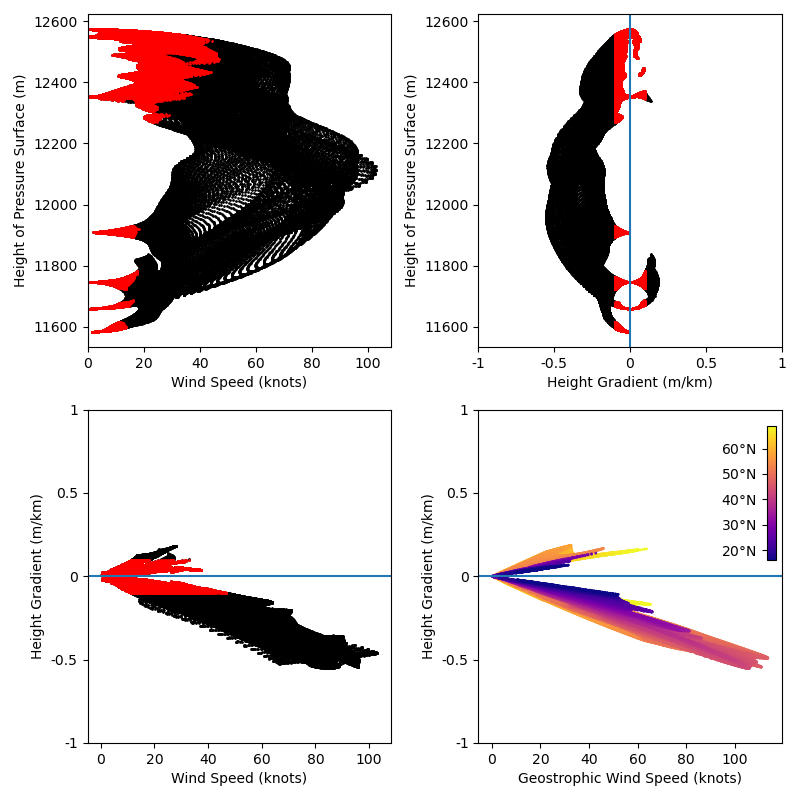 12600
12400
12200
12000
11800
11600
Height of Pressure Surface (m)
0 20 40 60 80 100
Wind Speed (knots)
12600
12400
12200
12000
11800
11600
Height of Pressure Surface (m)
-1 -0.5 0 0.5 1
Height Gradient (m/km)
1
0.5
0
-0.5
-1
Height Gradient (m/km)
0 20 40 60 80 100
Wind Speed (knots)
1
0.5
0
-0.5
-1
Height Gradient (m/km)
60°N
50°N
40°N
30°N
20°N
0 20 40 60 80 100
Geostrophic Wind Speed (knots)